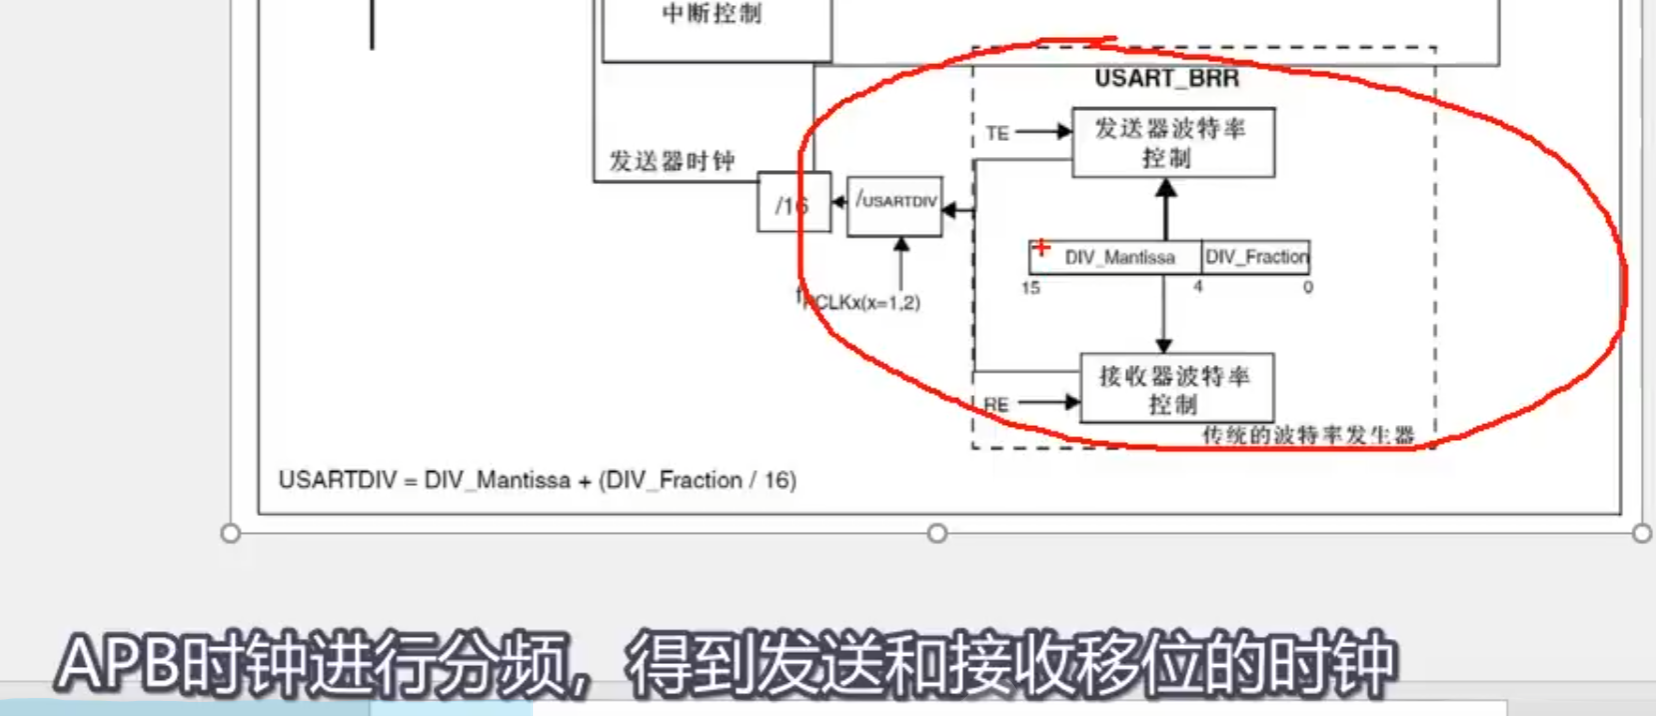 中断控制
USART_BRR
TE
发送器波特率
控制
发送器时钟
/16
/USARTDIV
DIV_Mantissa
DIV_Fraction
15
4
0
fPCLKx(x=1,2)
接收器波特率
控制
RE
传统的波特率发生器
USARTDIV = DIV_Mantissa + (DIV_Fraction / 16)
APB时钟进行分频，得到发送和接收移位的时钟